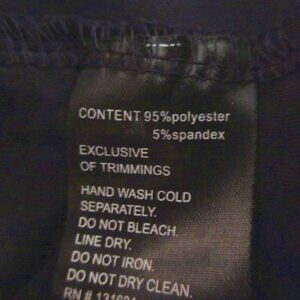 CONTENT 95%polyester
5%spandex
EXCLUSIVE
OF TRIMMINGS
HAND WASH COLD
SEPARATELY.
DO NOT BLEACH.
LINE DRY.
DO NOT IRON.
DO NOT DRY CLEAN.
RN #